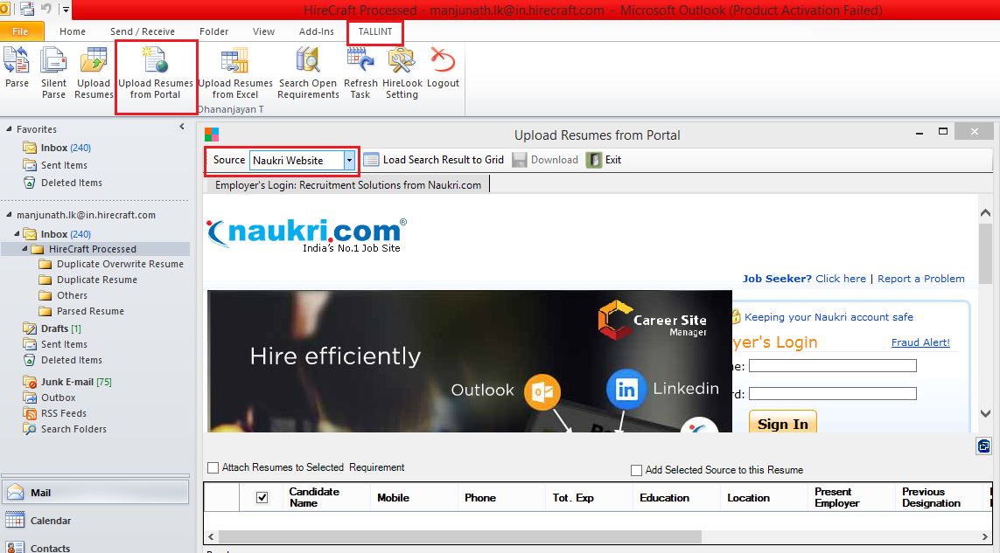 HireCraft Processed - manjunath.lk@in.hirecraft.com - Microsoft Outlook (Product Activation Failed)
File Home Send / Receive Folder View Add-Ins TALLINT
Parse Silent Parse Upload Resumes Upload Resumes from Portal Upload Resumes from Excel Search Open Requirements Refresh Task HireLook Setting Logout
Dhananjayan T
Favorites
Inbox (240)
Sent Items
Deleted Items
manjunath.lk@in.hirecraft.com
Inbox (240)
HireCraft Processed
Duplicate Overwrite Resume
Duplicate Resume
Others
Parsed Resume
Drafts [1]
Sent Items
Deleted Items
Junk E-mail [75]
Outbox
RSS Feeds
Search Folders
Mail
Calendar
Contacts
Upload Resumes from Portal
Source Naukri Website Load Search Result to Grid Download Exit
Employer's Login: Recruitment Solutions from Naukri.com
naukri.com®
India's No.1 Job Site
Job Seeker? Click here | Report a Problem
Career Site
Manager
Hire efficiently
Outlook
in Linkedin
Keeping your Naukri account safe
yer's Login Fraud Alert!
e:
d:
Sign In
Attach Resumes to Selected Requirement Add Selected Source to this Resume
Candidate Name Mobile Phone Tot. Exp Education Location Present Employer Previous Designation